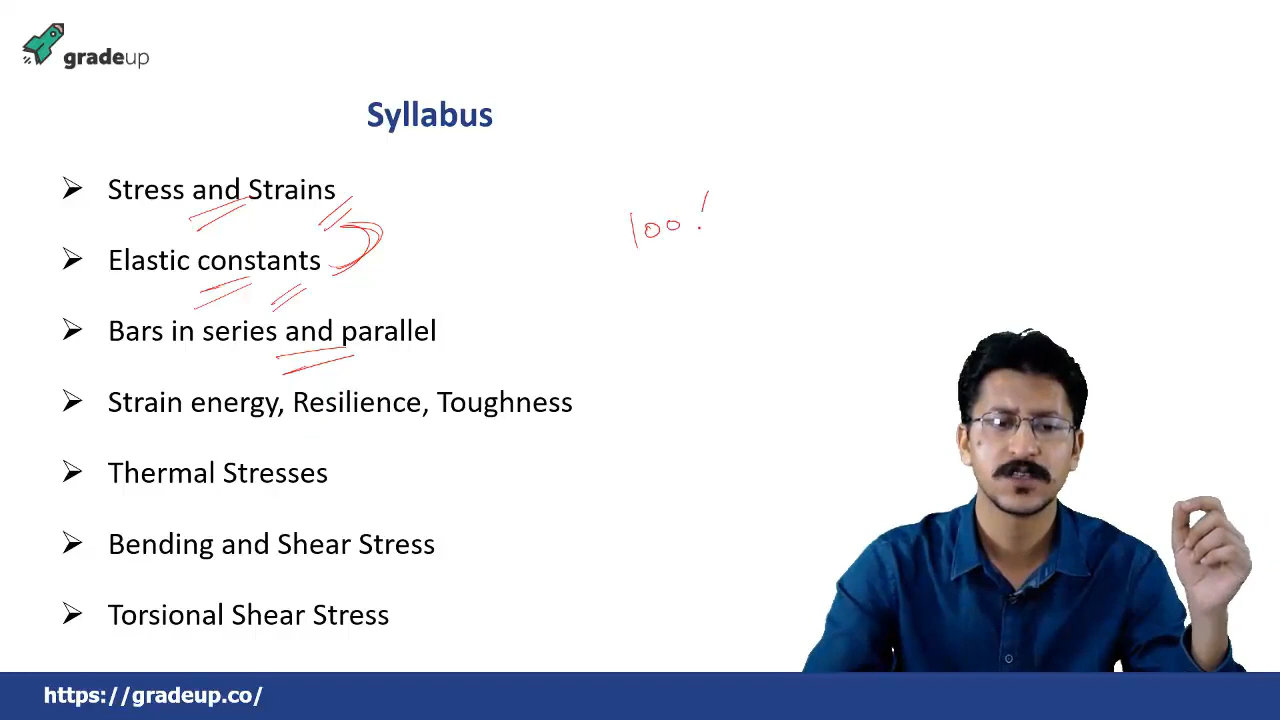 gradeup
Syllabus
Stress and Strains
Elastic constants
Bars in series and parallel
Strain energy, Resilience, Toughness
Thermal Stresses
Bending and Shear Stress
Torsional Shear Stress
100!
https://gradeup.co/